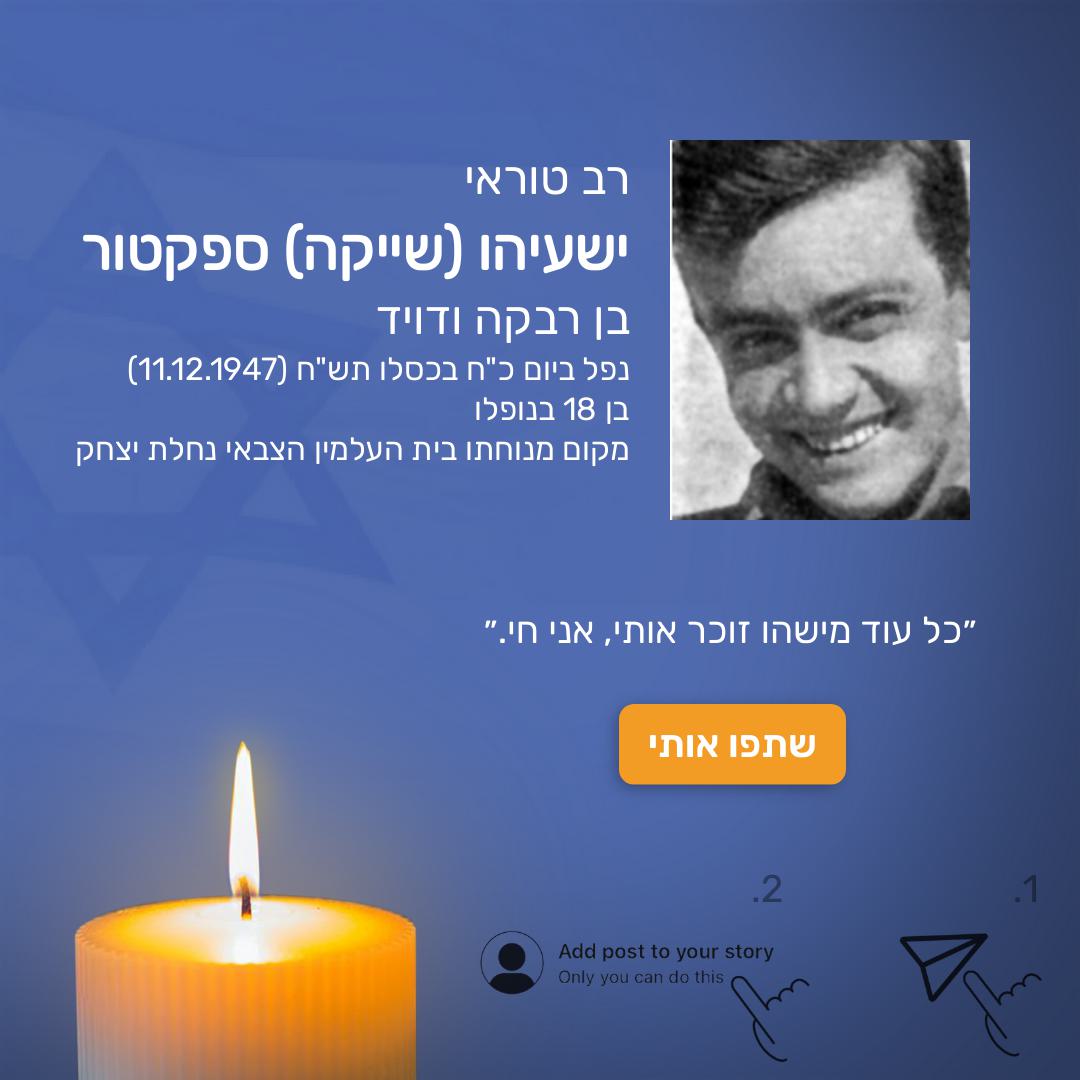 רב טוראי
ישעיהו (שייקה) ספקטור
בן רבקה ודויד
נפל ביום כ"ח בכסלו תש"ח (11.12.1947)
בן 18 בנופלו
מקום מנוחתו בית העלמין הצבאי נחלת יצחק
״כל עוד מישהו זוכר אותי, אני חי.״
שתפו אותי
.1
.2
Add post to your story
Only you can do this